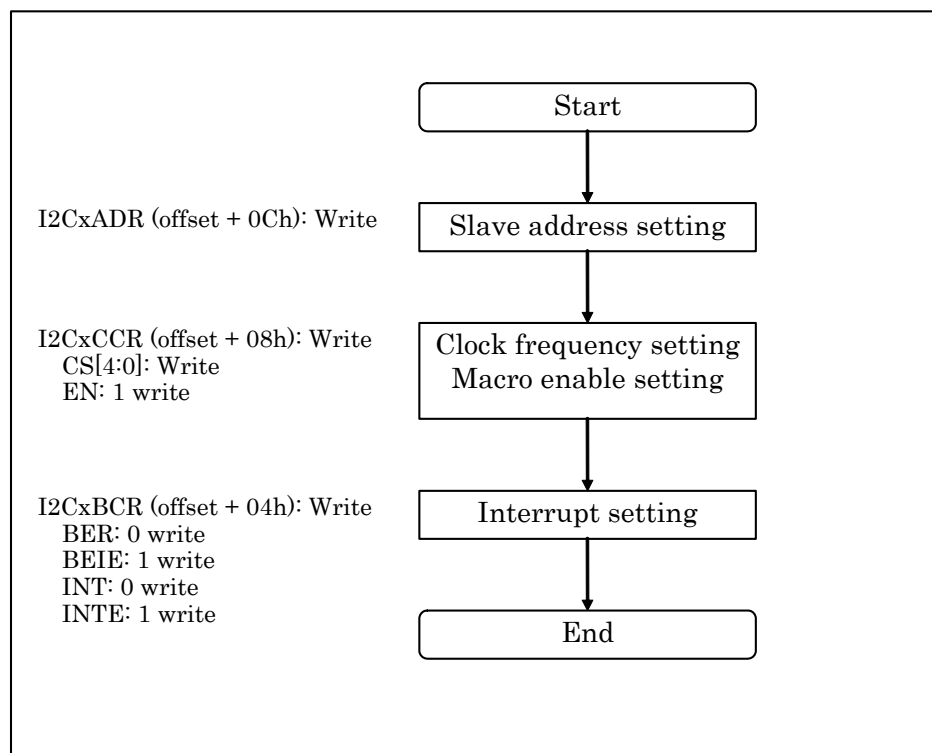 Start
I2CxADR (offset + 0Ch): Write
Slave address setting
I2CxCCR (offset + 08h): Write
CS[4:0]: Write
EN: 1 write
Clock frequency setting
Macro enable setting
I2CxBCR (offset + 04h): Write
BER: 0 write
BEIE: 1 write
INT: 0 write
INTE: 1 write
Interrupt setting
End